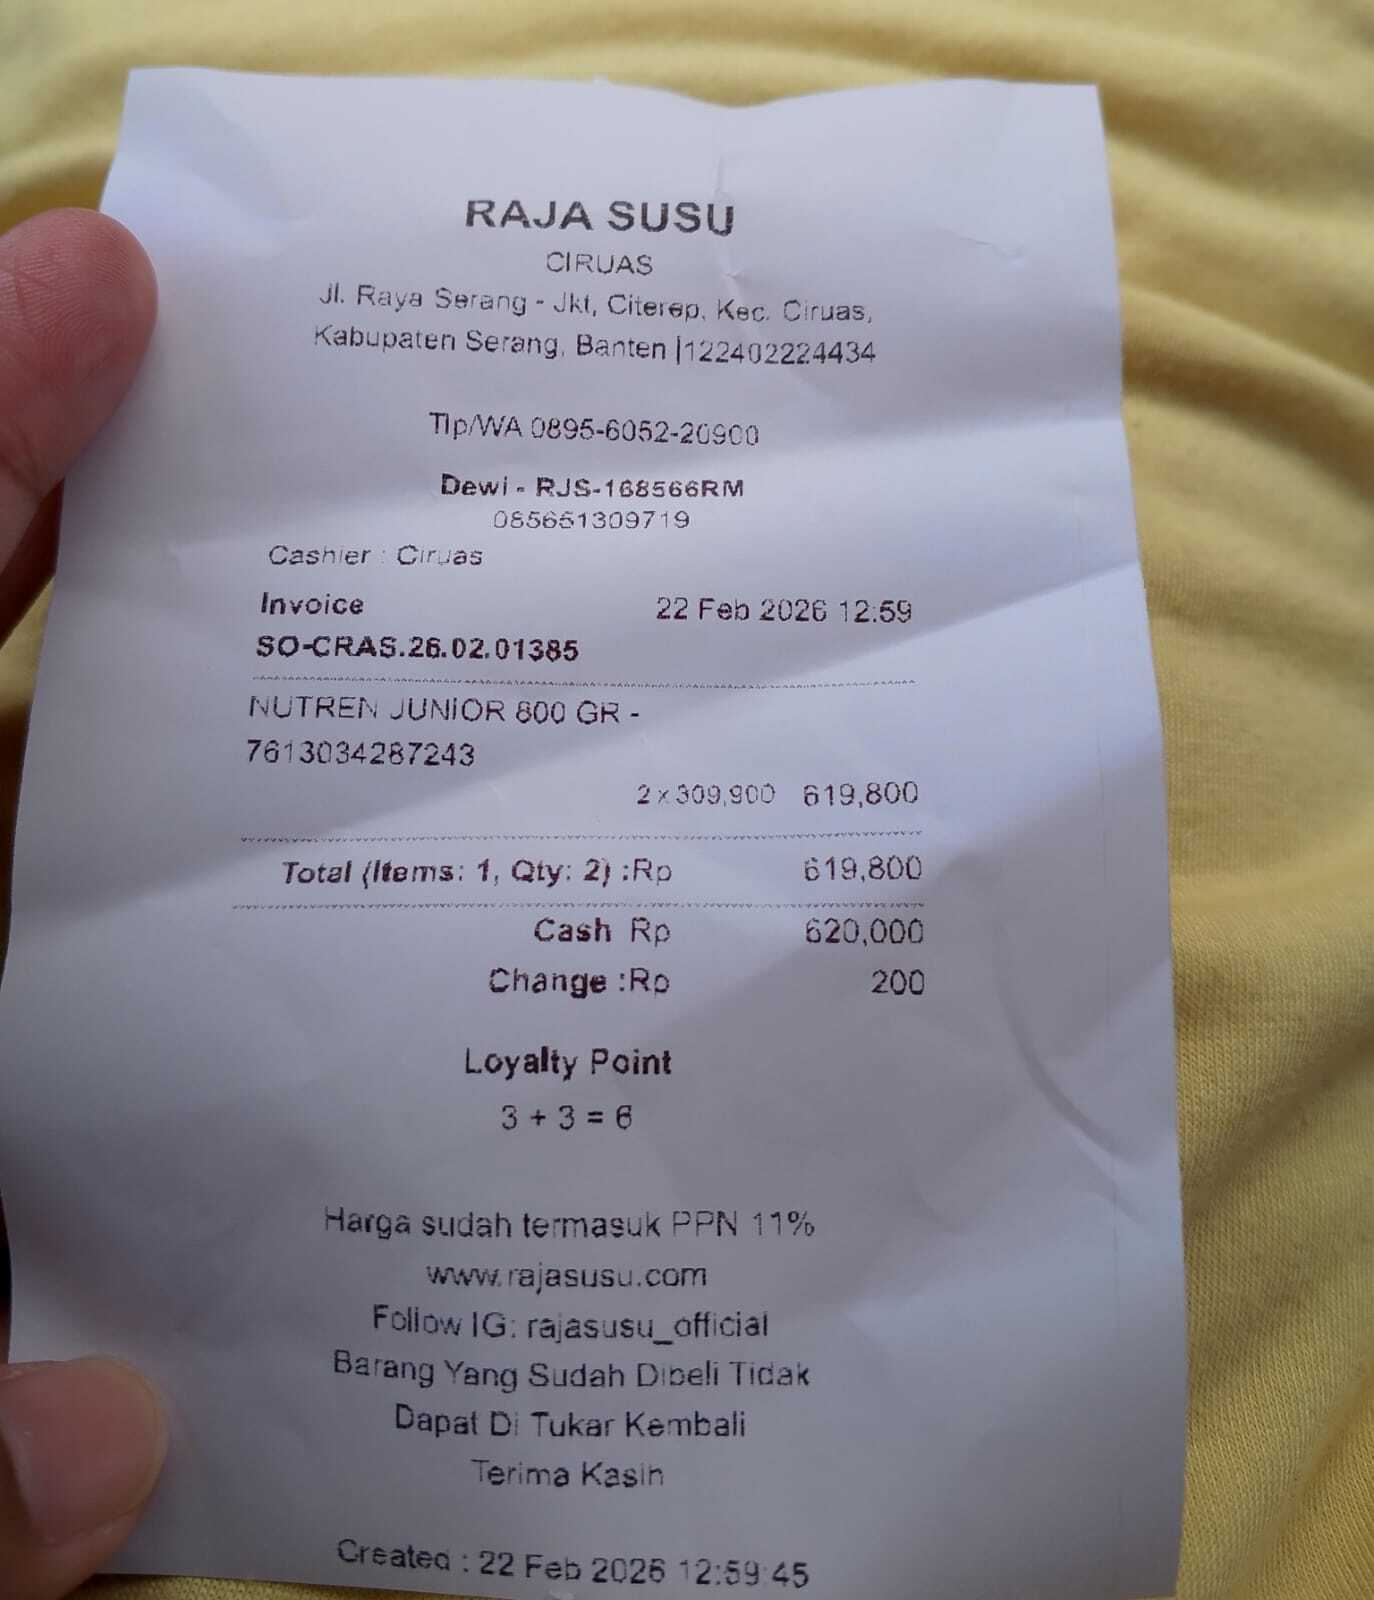 RAJA SUSU
CIRUAS
Jl. Raya Serang - Jkt, Citerep, Kec. Ciruas,
Kabupaten Serang, Banten |122402224434
Tlp/WA 0895-6052-20900
Dewi - RJS-168566RM
085651309719
Cashier : Ciruas
Invoice 22 Feb 2026 12:59
SO-CRAS.26.02.01385
NUTREN JUNIOR 800 GR -
7613034287243
2 x 309,900 619,800
Total (Items: 1, Qty: 2) :Rp 619,800
Cash Rp 620,000
Change :Rp 200
Loyalty Point
3 + 3 = 6
Harga sudah termasuk PPN 11%
www.rajasusu.com
Follow IG: rajasusu_official
Barang Yang Sudah Dibeli Tidak
Dapat Di Tukar Kembali
Terima Kasih
Created : 22 Feb 2026 12:59:45